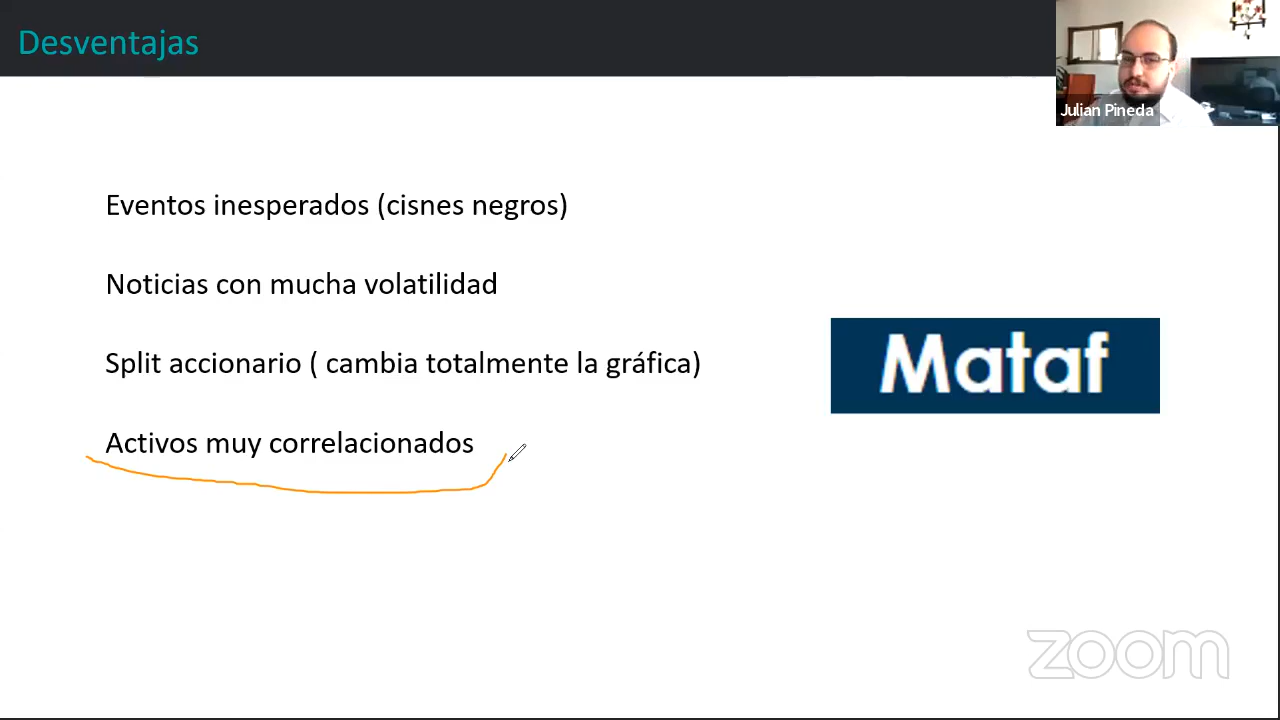 Desventajas
Julian Pineda
Eventos inesperados (cisnes negros)
Noticias con mucha volatilidad
Split accionario ( cambia totalmente la gráfica)
Mataf
Activos muy correlacionados
zoom